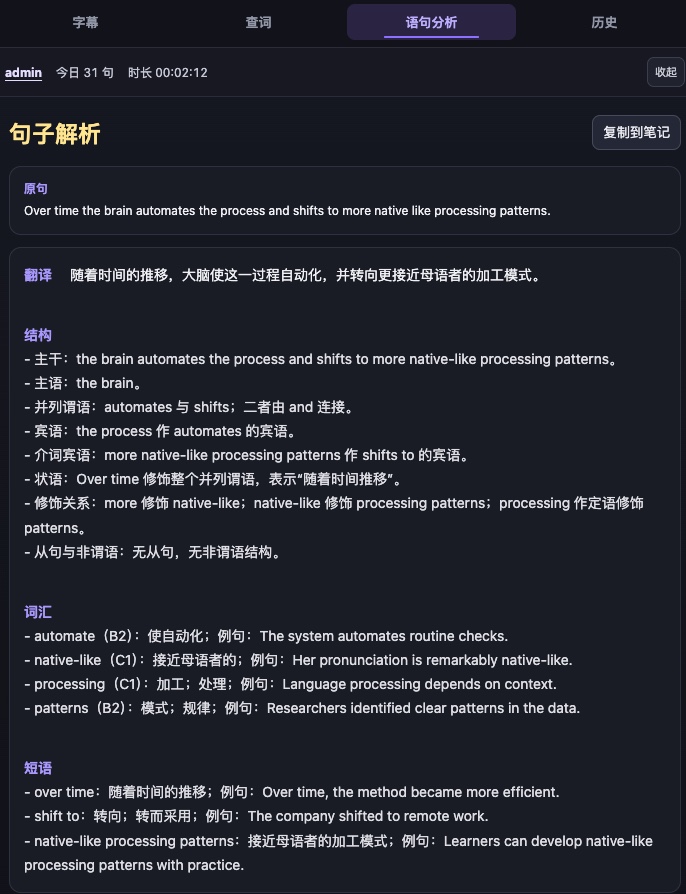 字幕
查词
语句分析
历史
admin 今日 31 句 时长 00:02:12
收起
句子解析
复制到笔记
原句
Over time the brain automates the process and shifts to more native like processing patterns.
翻译 随着时间的推移，大脑使这一过程自动化，并转向更接近母语者的加工模式。
结构
- 主干：the brain automates the process and shifts to more native-like processing patterns。
- 主语：the brain。
- 并列谓语：automates 与 shifts；二者由 and 连接。
- 宾语：the process 作 automates 的宾语。
- 介词宾语：more native-like processing patterns 作 shifts to 的宾语。
- 状语：Over time 修饰整个并列谓语，表示“随着时间推移”。
- 修饰关系：more 修饰 native-like；native-like 修饰 processing patterns；processing 作定语修饰
patterns。
- 从句与非谓语：无从句，无非谓语结构。
词汇
- automate（B2）：使自动化；例句：The system automates routine checks.
- native-like（C1）：接近母语者的；例句：Her pronunciation is remarkably native-like.
- processing（C1）：加工；处理；例句：Language processing depends on context.
- patterns（B2）：模式；规律；例句：Researchers identified clear patterns in the data.
短语
- over time：随着时间的推移；例句：Over time, the method became more efficient.
- shift to：转向；转而采用；例句：The company shifted to remote work.
- native-like processing patterns：接近母语者的加工模式；例句：Learners can develop native-like
processing patterns with practice.